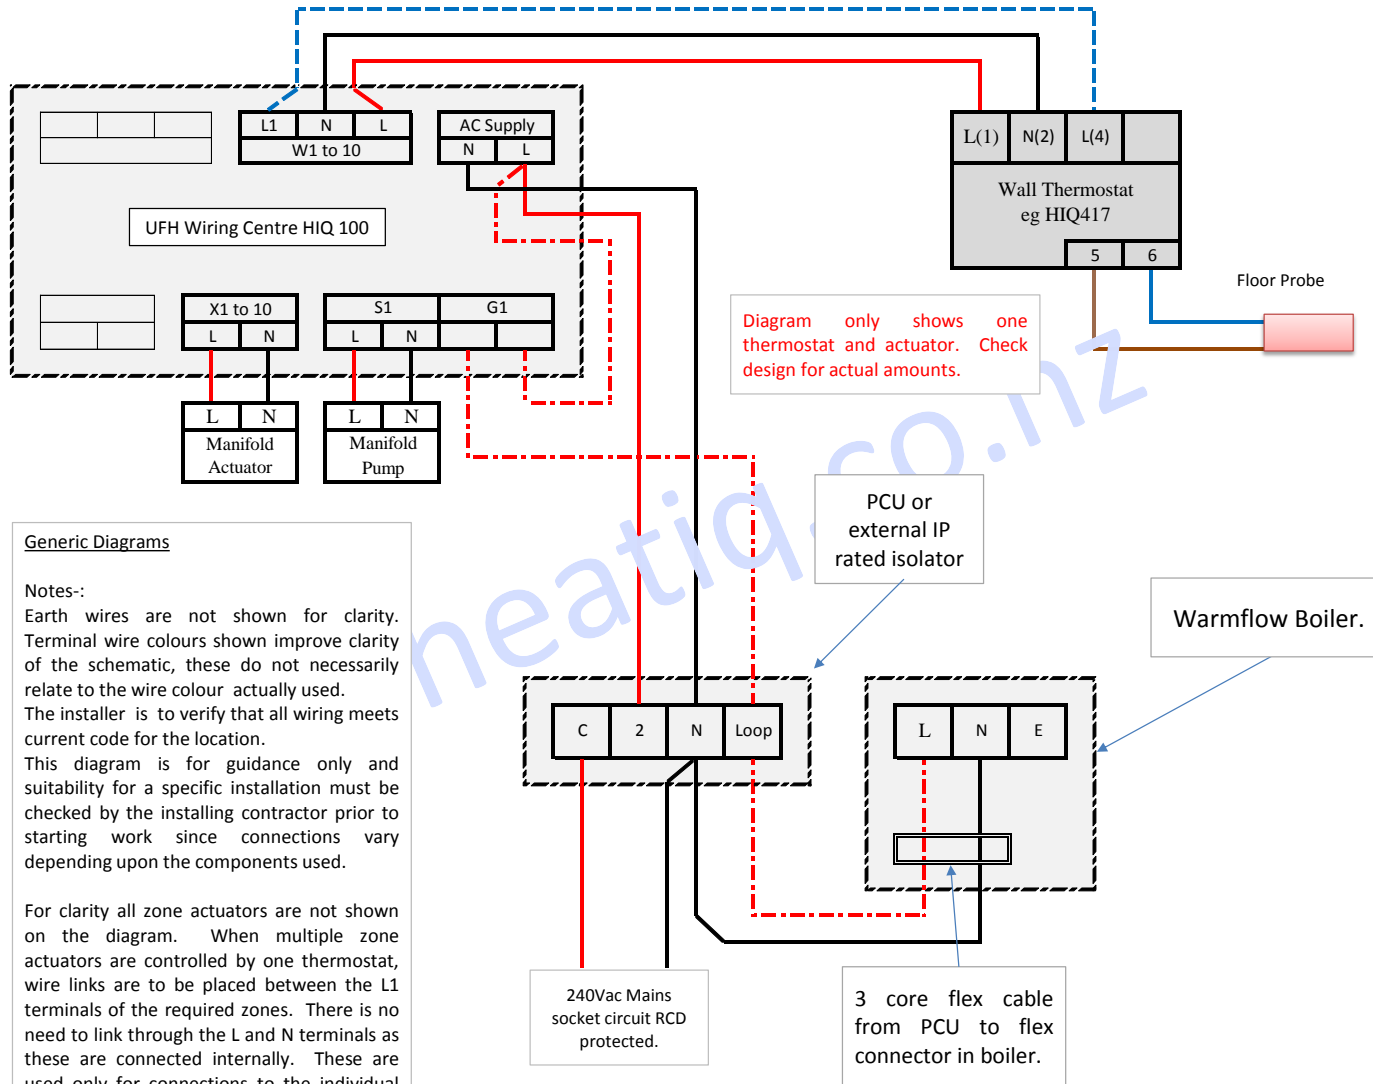 L1 N L
W1 to 10
AC Supply
N L
UFH Wiring Centre HIQ 100
X1 to 10
L N
S1 G1
L N
L N
Manifold
Actuator
L N
Manifold
Pump
L(1) N(2) L(4)
Wall Thermostat
eg HIQ417
5 6
Floor Probe
Diagram only shows one
thermostat and actuator. Check
design for actual amounts.
PCU or
external IP
rated isolator
Warmflow Boiler.
C 2 N Loop
L N E
240Vac Mains
socket circuit RCD
protected.
3 core flex cable
from PCU to flex
connector in boiler.
Generic Diagrams
Notes-:
Earth wires are not shown for clarity.
Terminal wire colours shown improve clarity
of the schematic, these do not necessarily
relate to the wire colour actually used.
The installer is to verify that all wiring meets
current code for the location.
This diagram is for guidance only and
suitability for a specific installation must be
checked by the installing contractor prior to
starting work since connections vary
depending upon the components used.
For clarity all zone actuators are not shown
on the diagram. When multiple zone
actuators are controlled by one thermostat,
wire links are to be placed between the L1
terminals of the required zones. There is no
need to link through the L and N terminals as
these are connected internally. These are
used only for connections to the individual
heatiq.co.nz